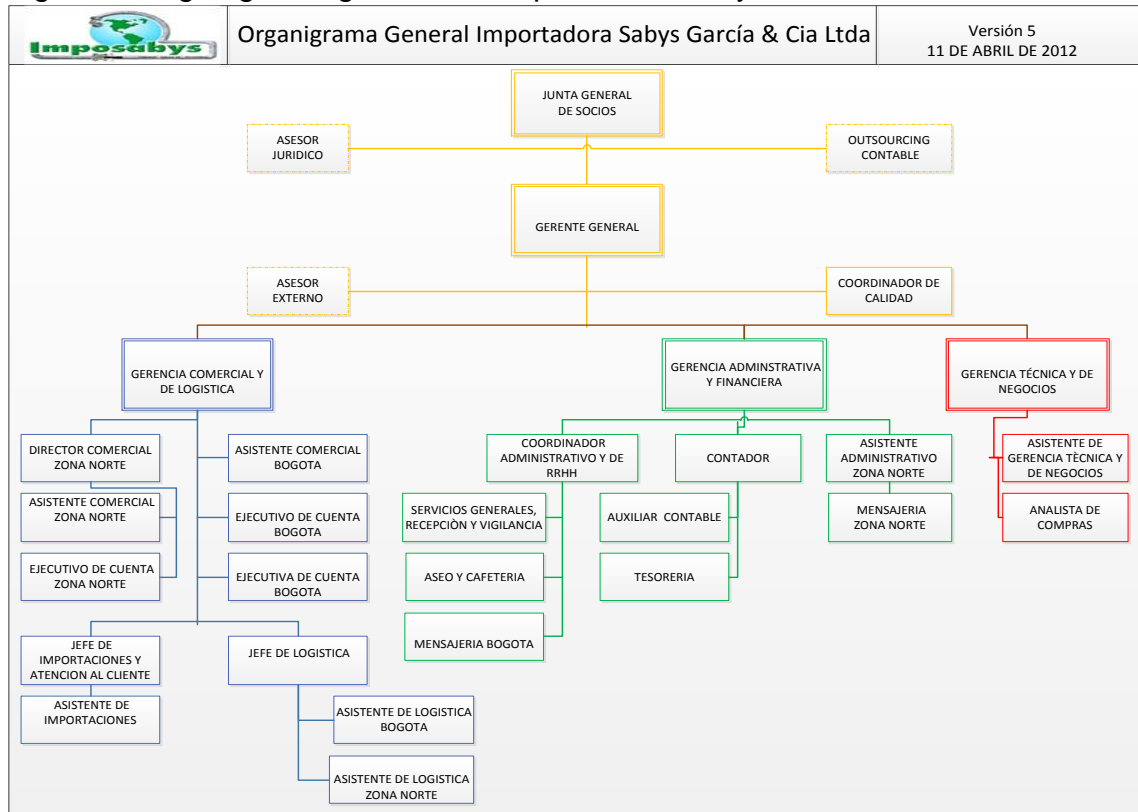 Imposabys
Organigrama General Importadora Sabys García & Cia Ltda
Versión 5
11 DE ABRIL DE 2012
JUNTA GENERAL
DE SOCIOS
ASESOR
JURIDICO
OUTSOURCING
CONTABLE
GERENTE GENERAL
ASESOR
EXTERNO
COORDINADOR DE
CALIDAD
GERENCIA COMERCIAL Y
DE LOGISTICA
GERENCIA ADMINSTRATIVA
Y FINANCIERA
GERENCIA TÉCNICA Y DE
NEGOCIOS
DIRECTOR COMERCIAL
ZONA NORTE
ASISTENTE COMERCIAL
BOGOTA
COORDINADOR
ADMINISTRATIVO Y DE
RRHH
CONTADOR
ASISTENTE
ADMINISTRATIVO
ZONA NORTE
ASISTENTE DE
GERENCIA TÈCNICA Y
DE NEGOCIOS
ASISTENTE COMERCIAL
ZONA NORTE
EJECUTIVO DE CUENTA
BOGOTA
SERVICIOS GENERALES,
RECEPCIÒN Y VIGILANCIA
AUXILIAR CONTABLE
MENSAJERIA
ZONA NORTE
ANALISTA DE
COMPRAS
EJECUTIVO DE CUENTA
ZONA NORTE
EJECUTIVA DE CUENTA
BOGOTA
ASEO Y CAFETERIA
TESORERIA
MENSAJERIA BOGOTA
JEFE DE
IMPORTACIONES Y
ATENCION AL CLIENTE
JEFE DE LOGISTICA
ASISTENTE DE
IMPORTACIONES
ASISTENTE DE LOGISTICA
BOGOTA
ASISTENTE DE LOGISTICA
ZONA NORTE